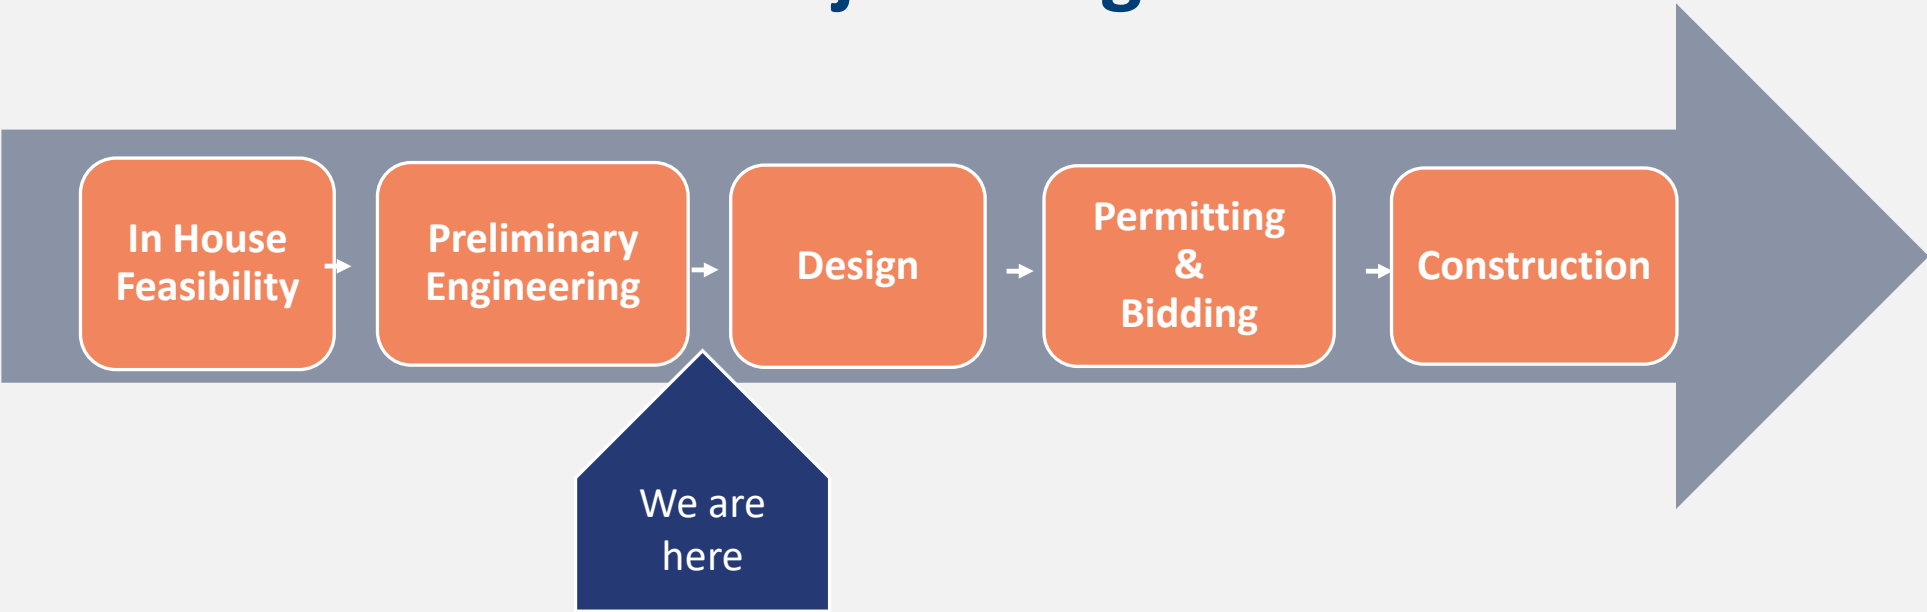 In House
Feasibility
Preliminary
Engineering
Design
Permitting
&
Bidding
Construction
We are
here